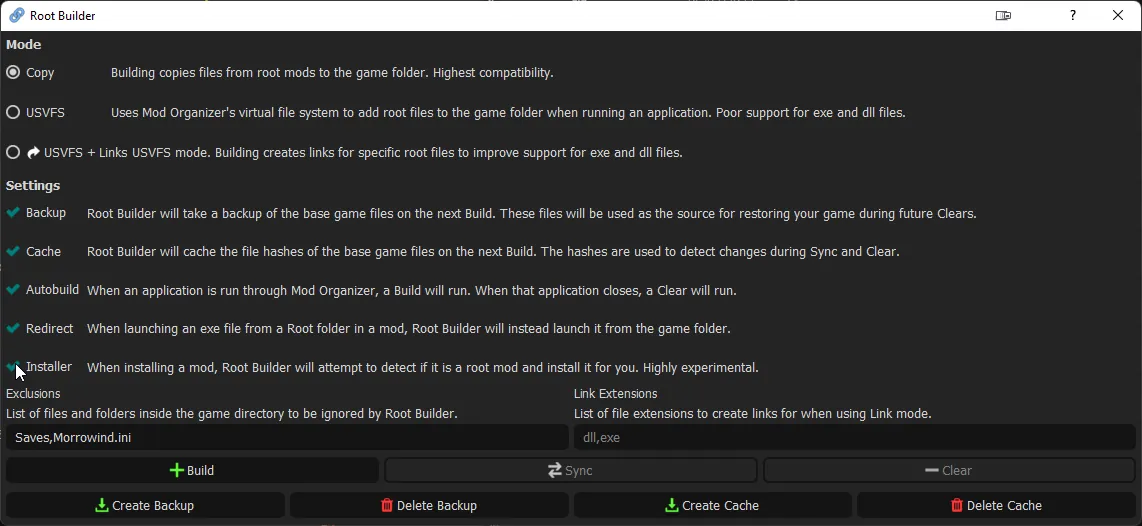 Root Builder
?
Mode
Copy Building copies files from root mods to the game folder. Highest compatibility.
USVFS Uses Mod Organizer's virtual file system to add root files to the game folder when running an application. Poor support for exe and dll files.
USVFS + Links USVFS mode. Building creates links for specific root files to improve support for exe and dll files.
Settings
Backup Root Builder will take a backup of the base game files on the next Build. These files will be used as the source for restoring your game during future Clears.
Cache Root Builder will cache the file hashes of the base game files on the next Build. The hashes are used to detect changes during Sync and Clear.
Autobuild When an application is run through Mod Organizer, a Build will run. When that application closes, a Clear will run.
Redirect When launching an exe file from a Root folder in a mod, Root Builder will instead launch it from the game folder.
Installer When installing a mod, Root Builder will attempt to detect if it is a root mod and install it for you. Highly experimental.
Exclusions Link Extensions
List of files and folders inside the game directory to be ignored by Root Builder. List of file extensions to create links for when using Link mode.
Saves,Morrowind.ini dll,exe
Build Sync Clear
Create Backup Delete Backup Create Cache Delete Cache